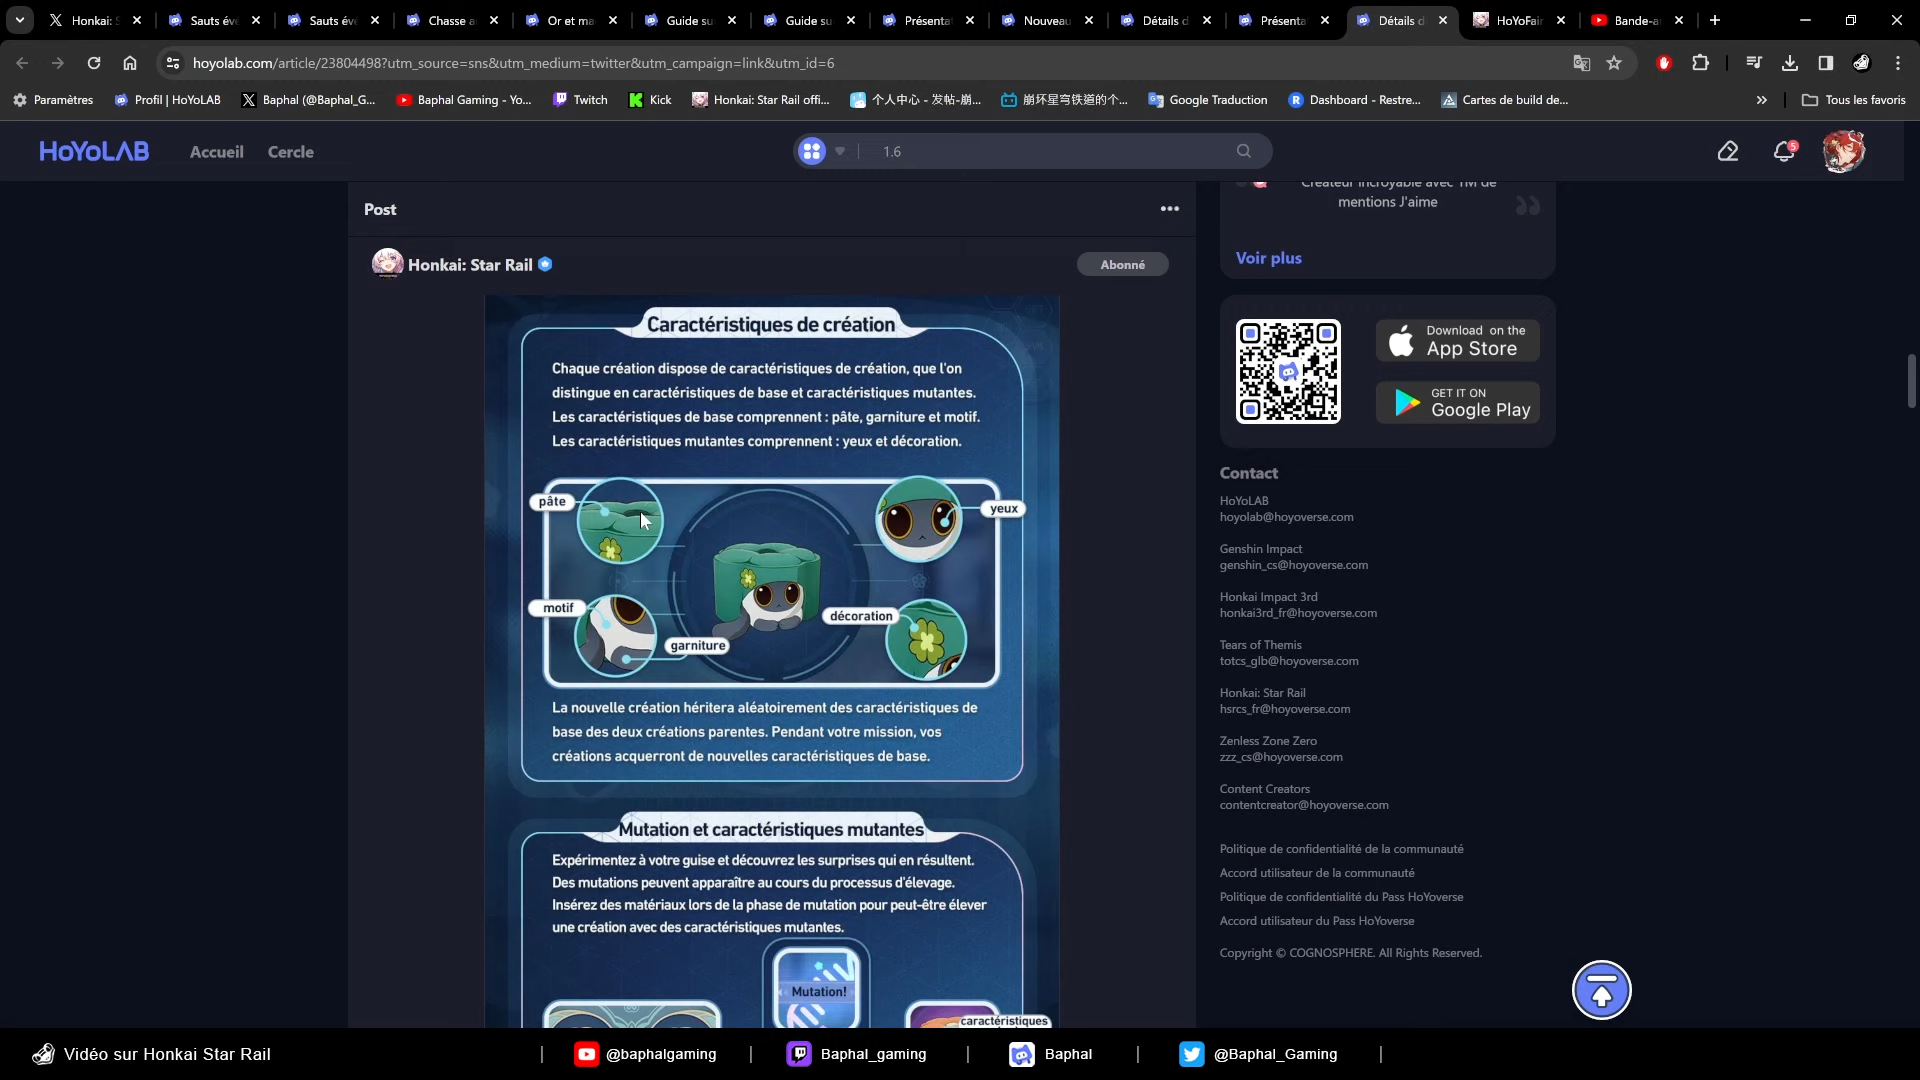 Honkai: S
Sauts éve
Sauts éve
Chasse a
Or et ma
Guide su
Guide su
Présenta
Nouveau
Détails d
Présenta
Détails d
HoYoFair
Bande-a
hoyolab.com/article/23804498?utm_source=sns&utm_medium=twitter&utm_campaign=link&utm_id=6
Paramètres
Profil | HoYoLAB
Baphal (@Baphal_G...
Baphal Gaming - Yo...
Twitch
Kick
Honkai: Star Rail offi...
个人中心 - 发帖-崩...
崩坏星穹铁道的个...
Google Traduction
Dashboard - Restre...
Cartes de build de...
Tous les favoris
HoYoLAB
Accueil
Cercle
1.6
5
Post
Honkai: Star Rail
Abonné
Caractéristiques de création
Chaque création dispose de caractéristiques de création, que l'on
distingue en caractéristiques de base et caractéristiques mutantes.
Les caractéristiques de base comprennent : pâte, garniture et motif.
Les caractéristiques mutantes comprennent : yeux et décoration.
pâte
yeux
motif
garniture
décoration
La nouvelle création héritera aléatoirement des caractéristiques de
base des deux créations parentes. Pendant votre mission, vos
créations acquerront de nouvelles caractéristiques de base.
Mutation et caractéristiques mutantes
Expérimentez à votre guise et découvrez les surprises qui en résultent.
Des mutations peuvent apparaître au cours du processus d'élevage.
Insérez des matériaux lors de la phase de mutation pour peut-être élever
une création avec des caractéristiques mutantes.
Mutation!
caractéristiques
Créateur incroyable avec 1M de
mentions J'aime
Voir plus
Download on the
App Store
GET IT ON
Google Play
Contact
HoYoLAB
hoyolab@hoyoverse.com
Genshin Impact
genshin_cs@hoyoverse.com
Honkai Impact 3rd
honkai3rd_fr@hoyoverse.com
Tears of Themis
totcs_glb@hoyoverse.com
Honkai: Star Rail
hsrcs_fr@hoyoverse.com
Zenless Zone Zero
zzz_cs@hoyoverse.com
Content Creators
contentcreator@hoyoverse.com
Politique de confidentialité de la communauté
Accord utilisateur de la communauté
Politique de confidentialité du Pass HoYoverse
Accord utilisateur du Pass HoYoverse
Copyright © COGNOSPHERE. All Rights Reserved.
Vidéo sur Honkai Star Rail
@baphalgaming
Baphal_gaming
Baphal
@Baphal_Gaming